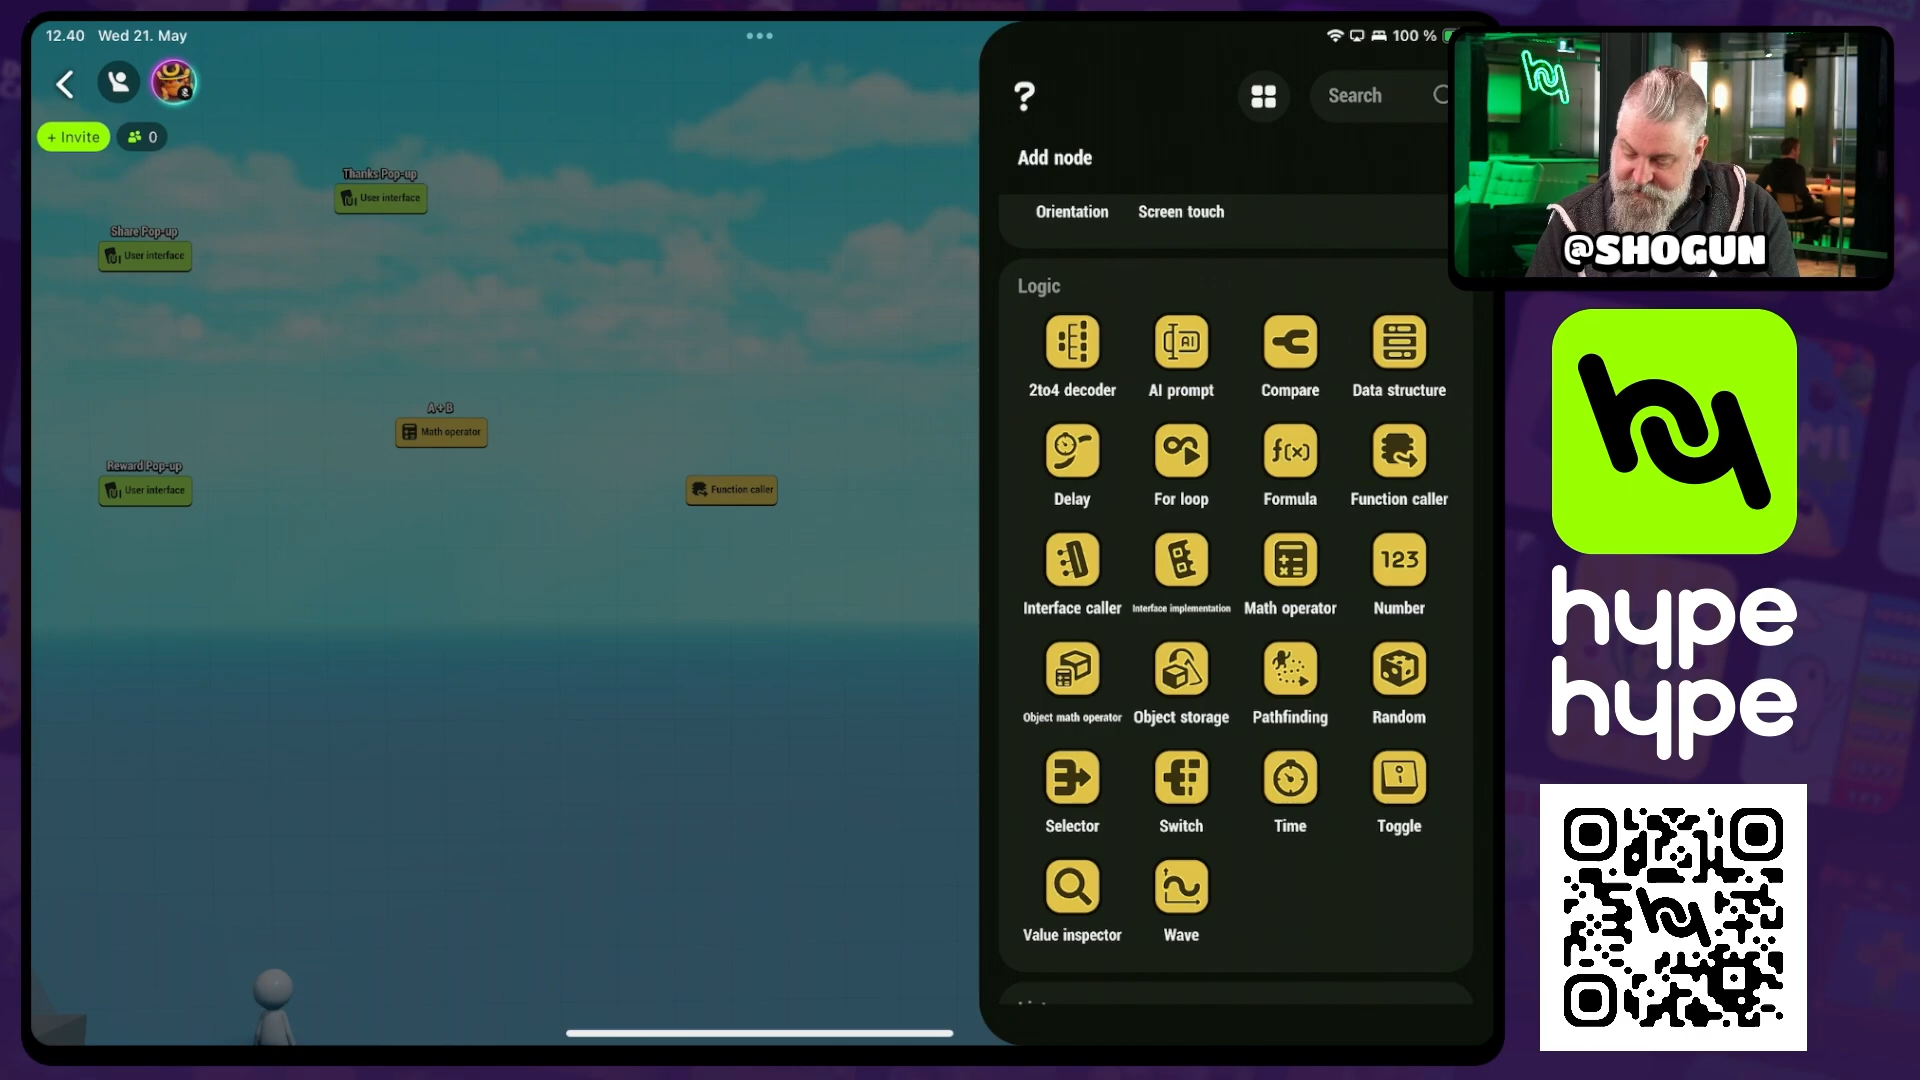 12.40 Wed 21. May
100 %
+ Invite
0
Thanks Pop-up
User interface
Share Pop-up
User interface
A+B
Math operator
Reward Pop-up
User interface
Function caller
?
Search
Add node
Orientation Screen touch
Logic
AI
2to4 decoder AI prompt Compare Data structure
f(x)
Delay For loop Formula Function caller
123
Interface caller Interface implementation Math operator Number
Object math operator Object storage Pathfinding Random
Selector Switch Time Toggle
Value inspector Wave
@SHOGUN
hype
hype